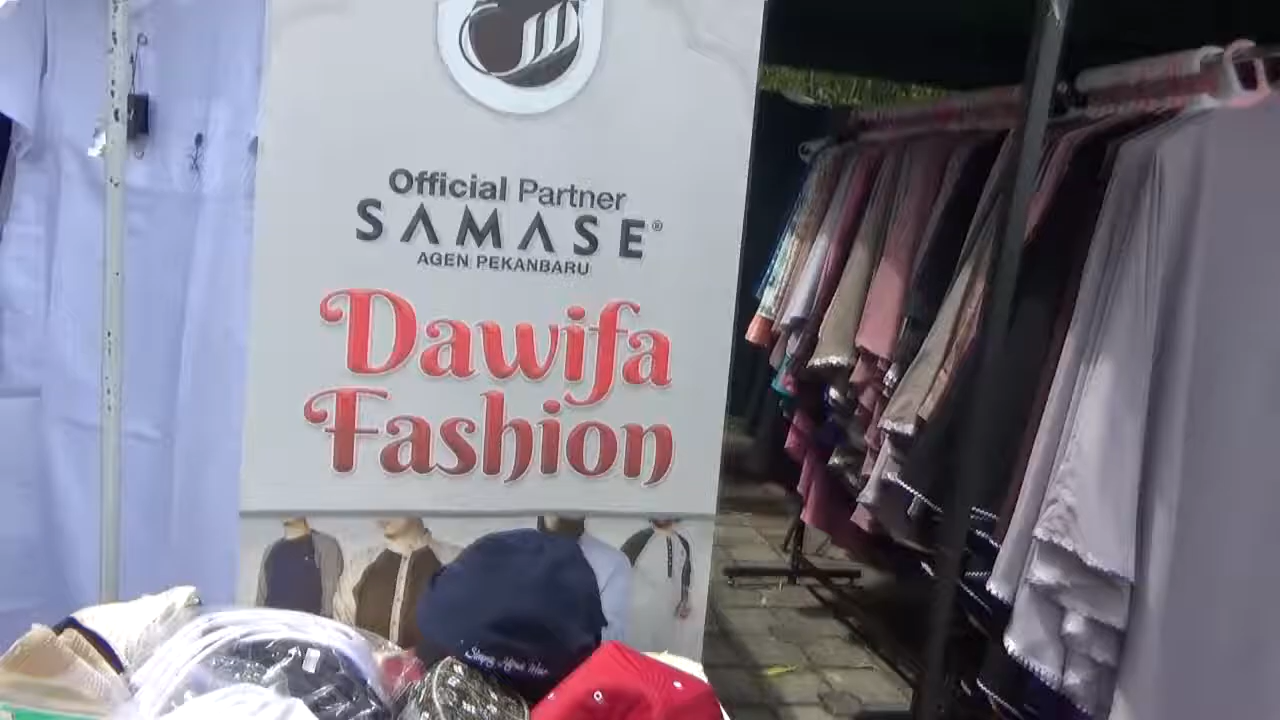 Official Partner
SAMASE®
AGEN PEKANBARU
Dawifa
Fashion